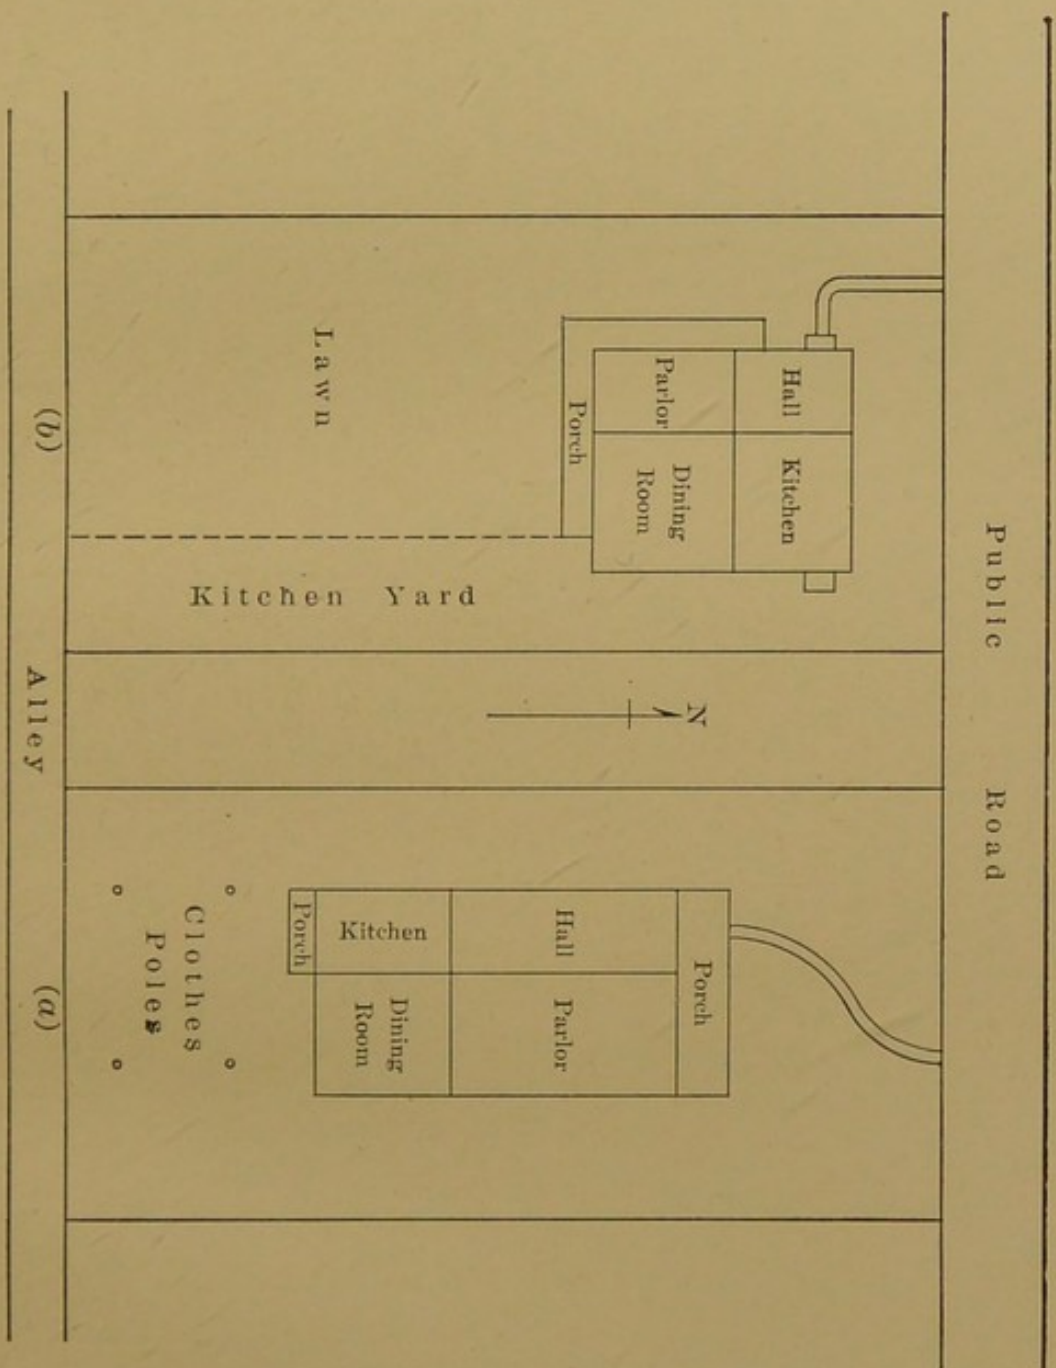 Public Road
Hall
Kitchen
Parlor
Dining
Room
Porch
Lawn
Kitchen Yard
N
Porch
Hall
Parlor
Kitchen
Dining
Room
Porch
Clothes
Poles
(b)
(a)
Alley